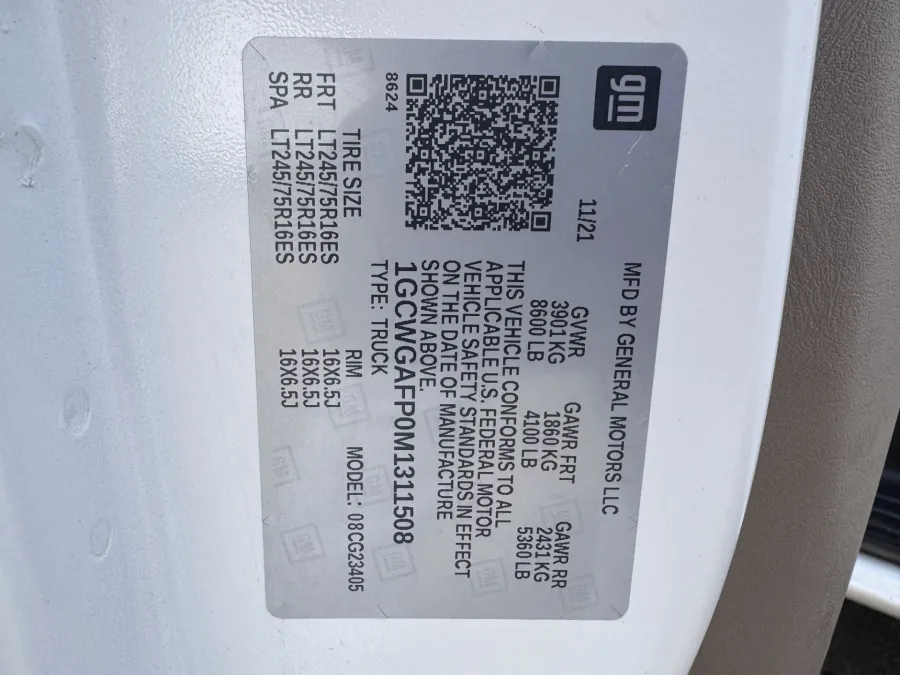 gm
MFD BY GENERAL MOTORS LLC
11/21
GVWR GAWR FRT GAWR RR
3901 KG 1860 KG 2431 KG
8600 LB 4100 LB 5360 LB
THIS VEHICLE CONFORMS TO ALL
APPLICABLE U.S. FEDERAL MOTOR
VEHICLE SAFETY STANDARDS IN EFFECT
ON THE DATE OF MANUFACTURE
SHOWN ABOVE.
1GCWGAFP0M1311508
TYPE: TRUCK MODEL: 08CG23405
8624
TIRE SIZE RIM
FRT LT245/75R16ES 16X6.5J
RR LT245/75R16ES 16X6.5J
SPA LT245/75R16ES 16X6.5J